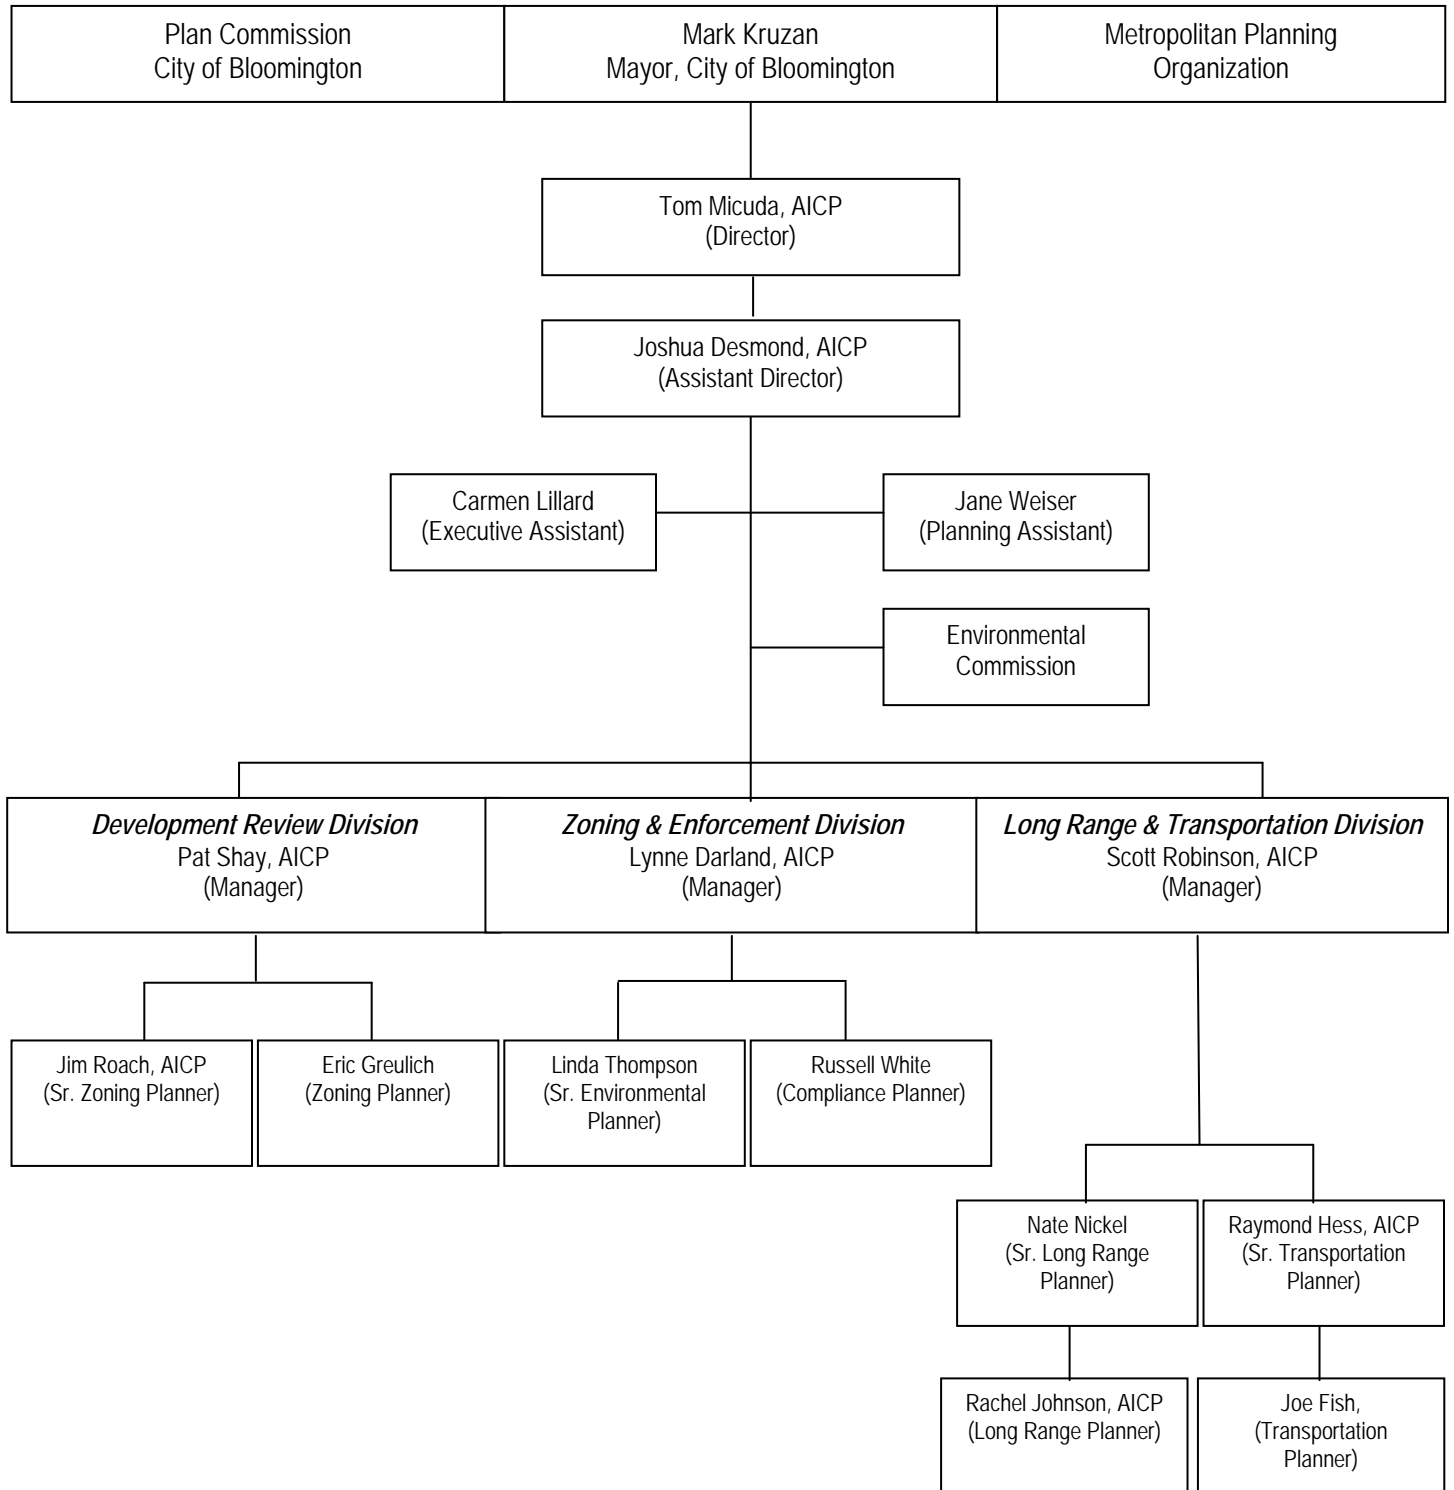 Plan Commission
City of Bloomington
Mark Kruzan
Mayor, City of Bloomington
Metropolitan Planning
Organization
Tom Micuda, AICP
(Director)
Joshua Desmond, AICP
(Assistant Director)
Carmen Lillard
(Executive Assistant)
Jane Weiser
(Planning Assistant)
Environmental
Commission
Development Review Division
Pat Shay, AICP
(Manager)
Zoning & Enforcement Division
Lynne Darland, AICP
(Manager)
Long Range & Transportation Division
Scott Robinson, AICP
(Manager)
Jim Roach, AICP
(Sr. Zoning Planner)
Eric Greulich
(Zoning Planner)
Linda Thompson
(Sr. Environmental
Planner)
Russell White
(Compliance Planner)
Nate Nickel
(Sr. Long Range
Planner)
Raymond Hess, AICP
(Sr. Transportation
Planner)
Rachel Johnson, AICP
(Long Range Planner)
Joe Fish,
(Transportation
Planner)